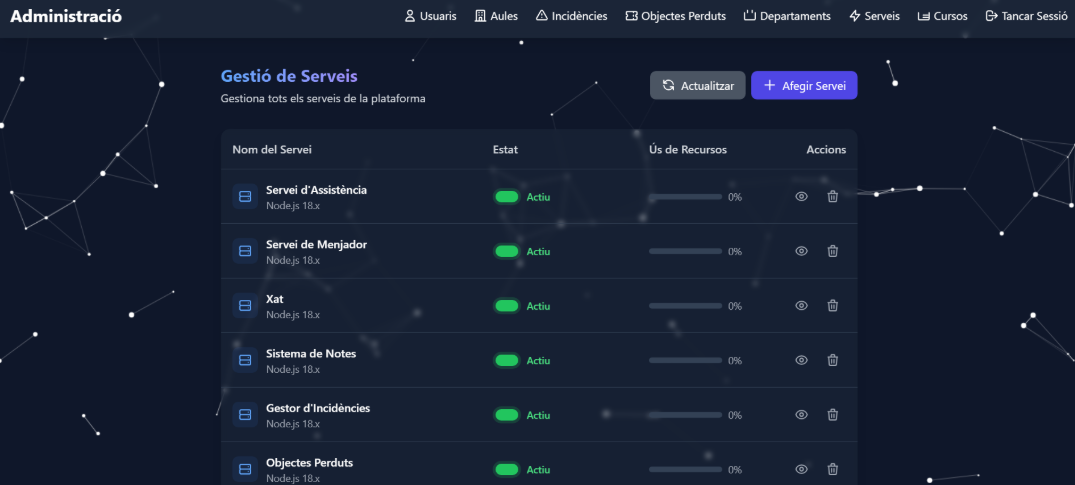 Administració
Usuaris Aules Incidències Objectes Perduts Departaments Serveis Cursos Tancar Sessió
Gestió de Serveis
Gestiona tots els serveis de la plataforma
Actualitzar
Afegir Servei
Nom del Servei Estat Ús de Recursos Accions
Servei d'Assistència
Node.js 18.x
Actiu
0%
Servei de Menjador
Node.js 18.x
Actiu
0%
Xat
Node.js 18.x
Actiu
0%
Sistema de Notes
Node.js 18.x
Actiu
0%
Gestor d'Incidències
Node.js 18.x
Actiu
0%
Objectes Perduts
Node.js 18.x
Actiu
0%